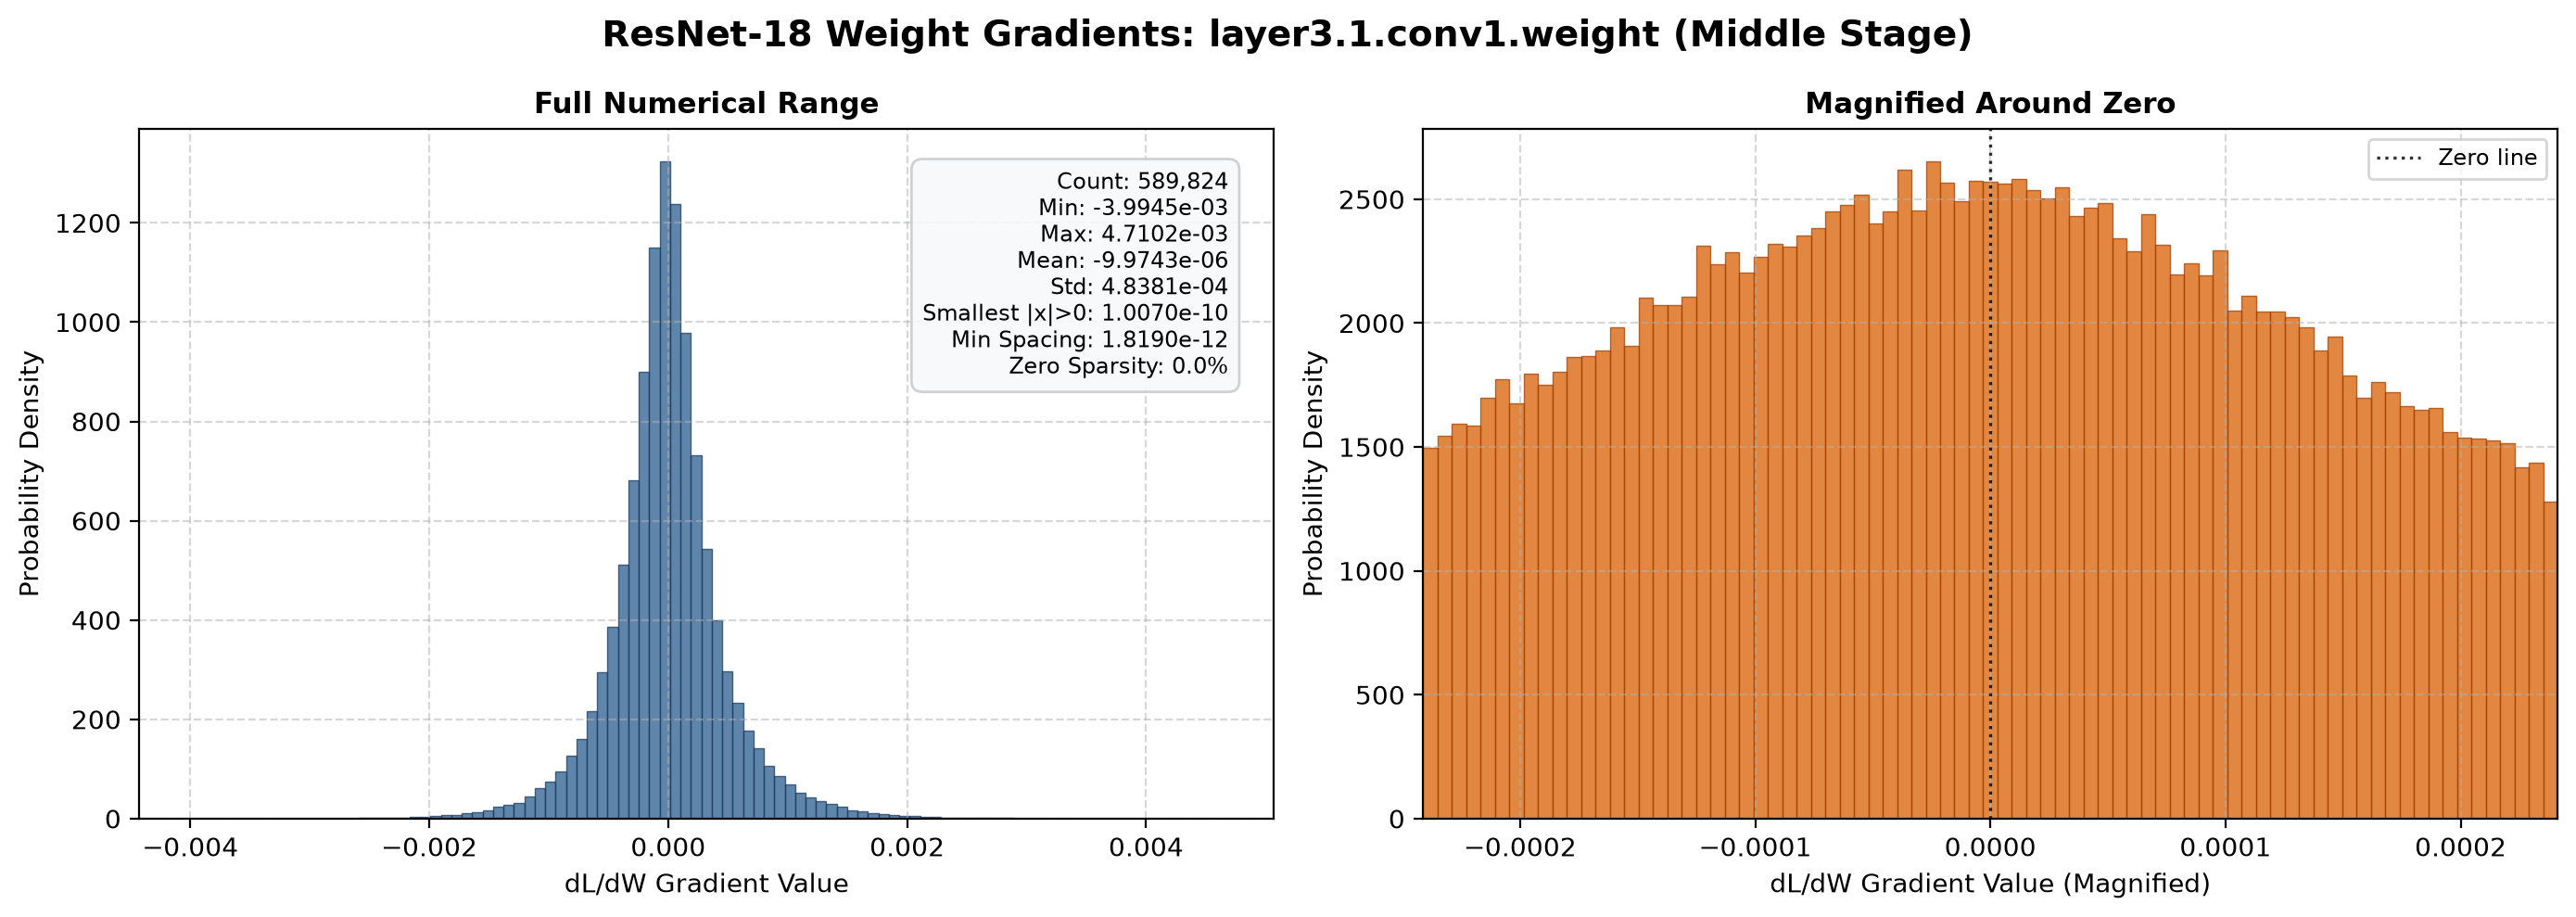 ResNet-18 Weight Gradients: layer3.1.conv1.weight (Middle Stage)
Full Numerical Range
Probability Density
1200
1000
800
600
400
200
0
Count: 589,824
Min: -3.9945e-03
Max: 4.7102e-03
Mean: -9.9743e-06
Std: 4.8381e-04
Smallest |x|>0: 1.0070e-10
Min Spacing: 1.8190e-12
Zero Sparsity: 0.0%
−0.004 −0.002 0.000 0.002 0.004
dL/dW Gradient Value
Magnified Around Zero
Zero line
Probability Density
2500
2000
1500
1000
500
0
−0.0002 −0.0001 0.0000 0.0001 0.0002
dL/dW Gradient Value (Magnified)